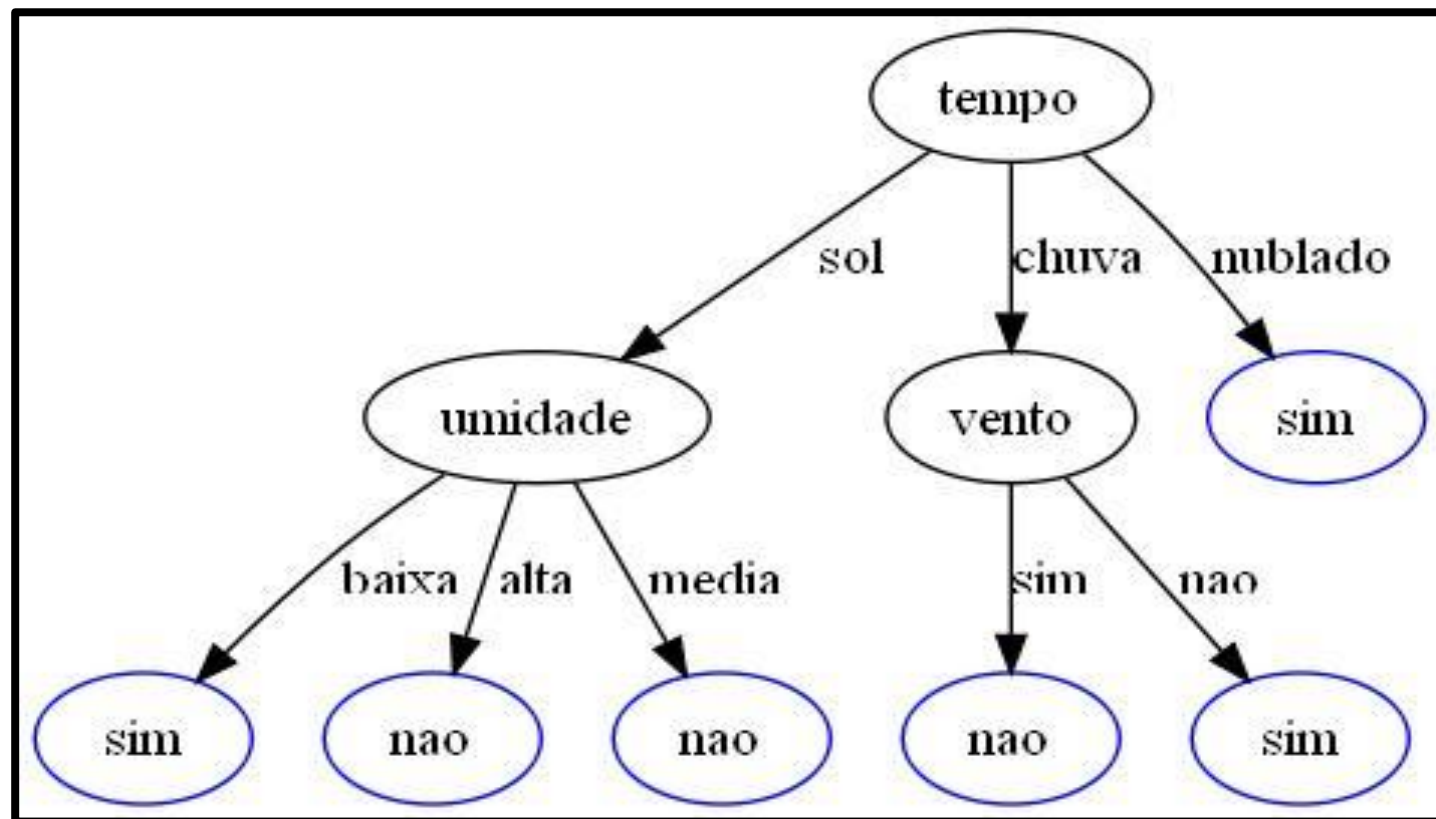 tempo
sol chuva nublado
umidade vento sim
baixa alta media sim nao
sim nao nao nao sim